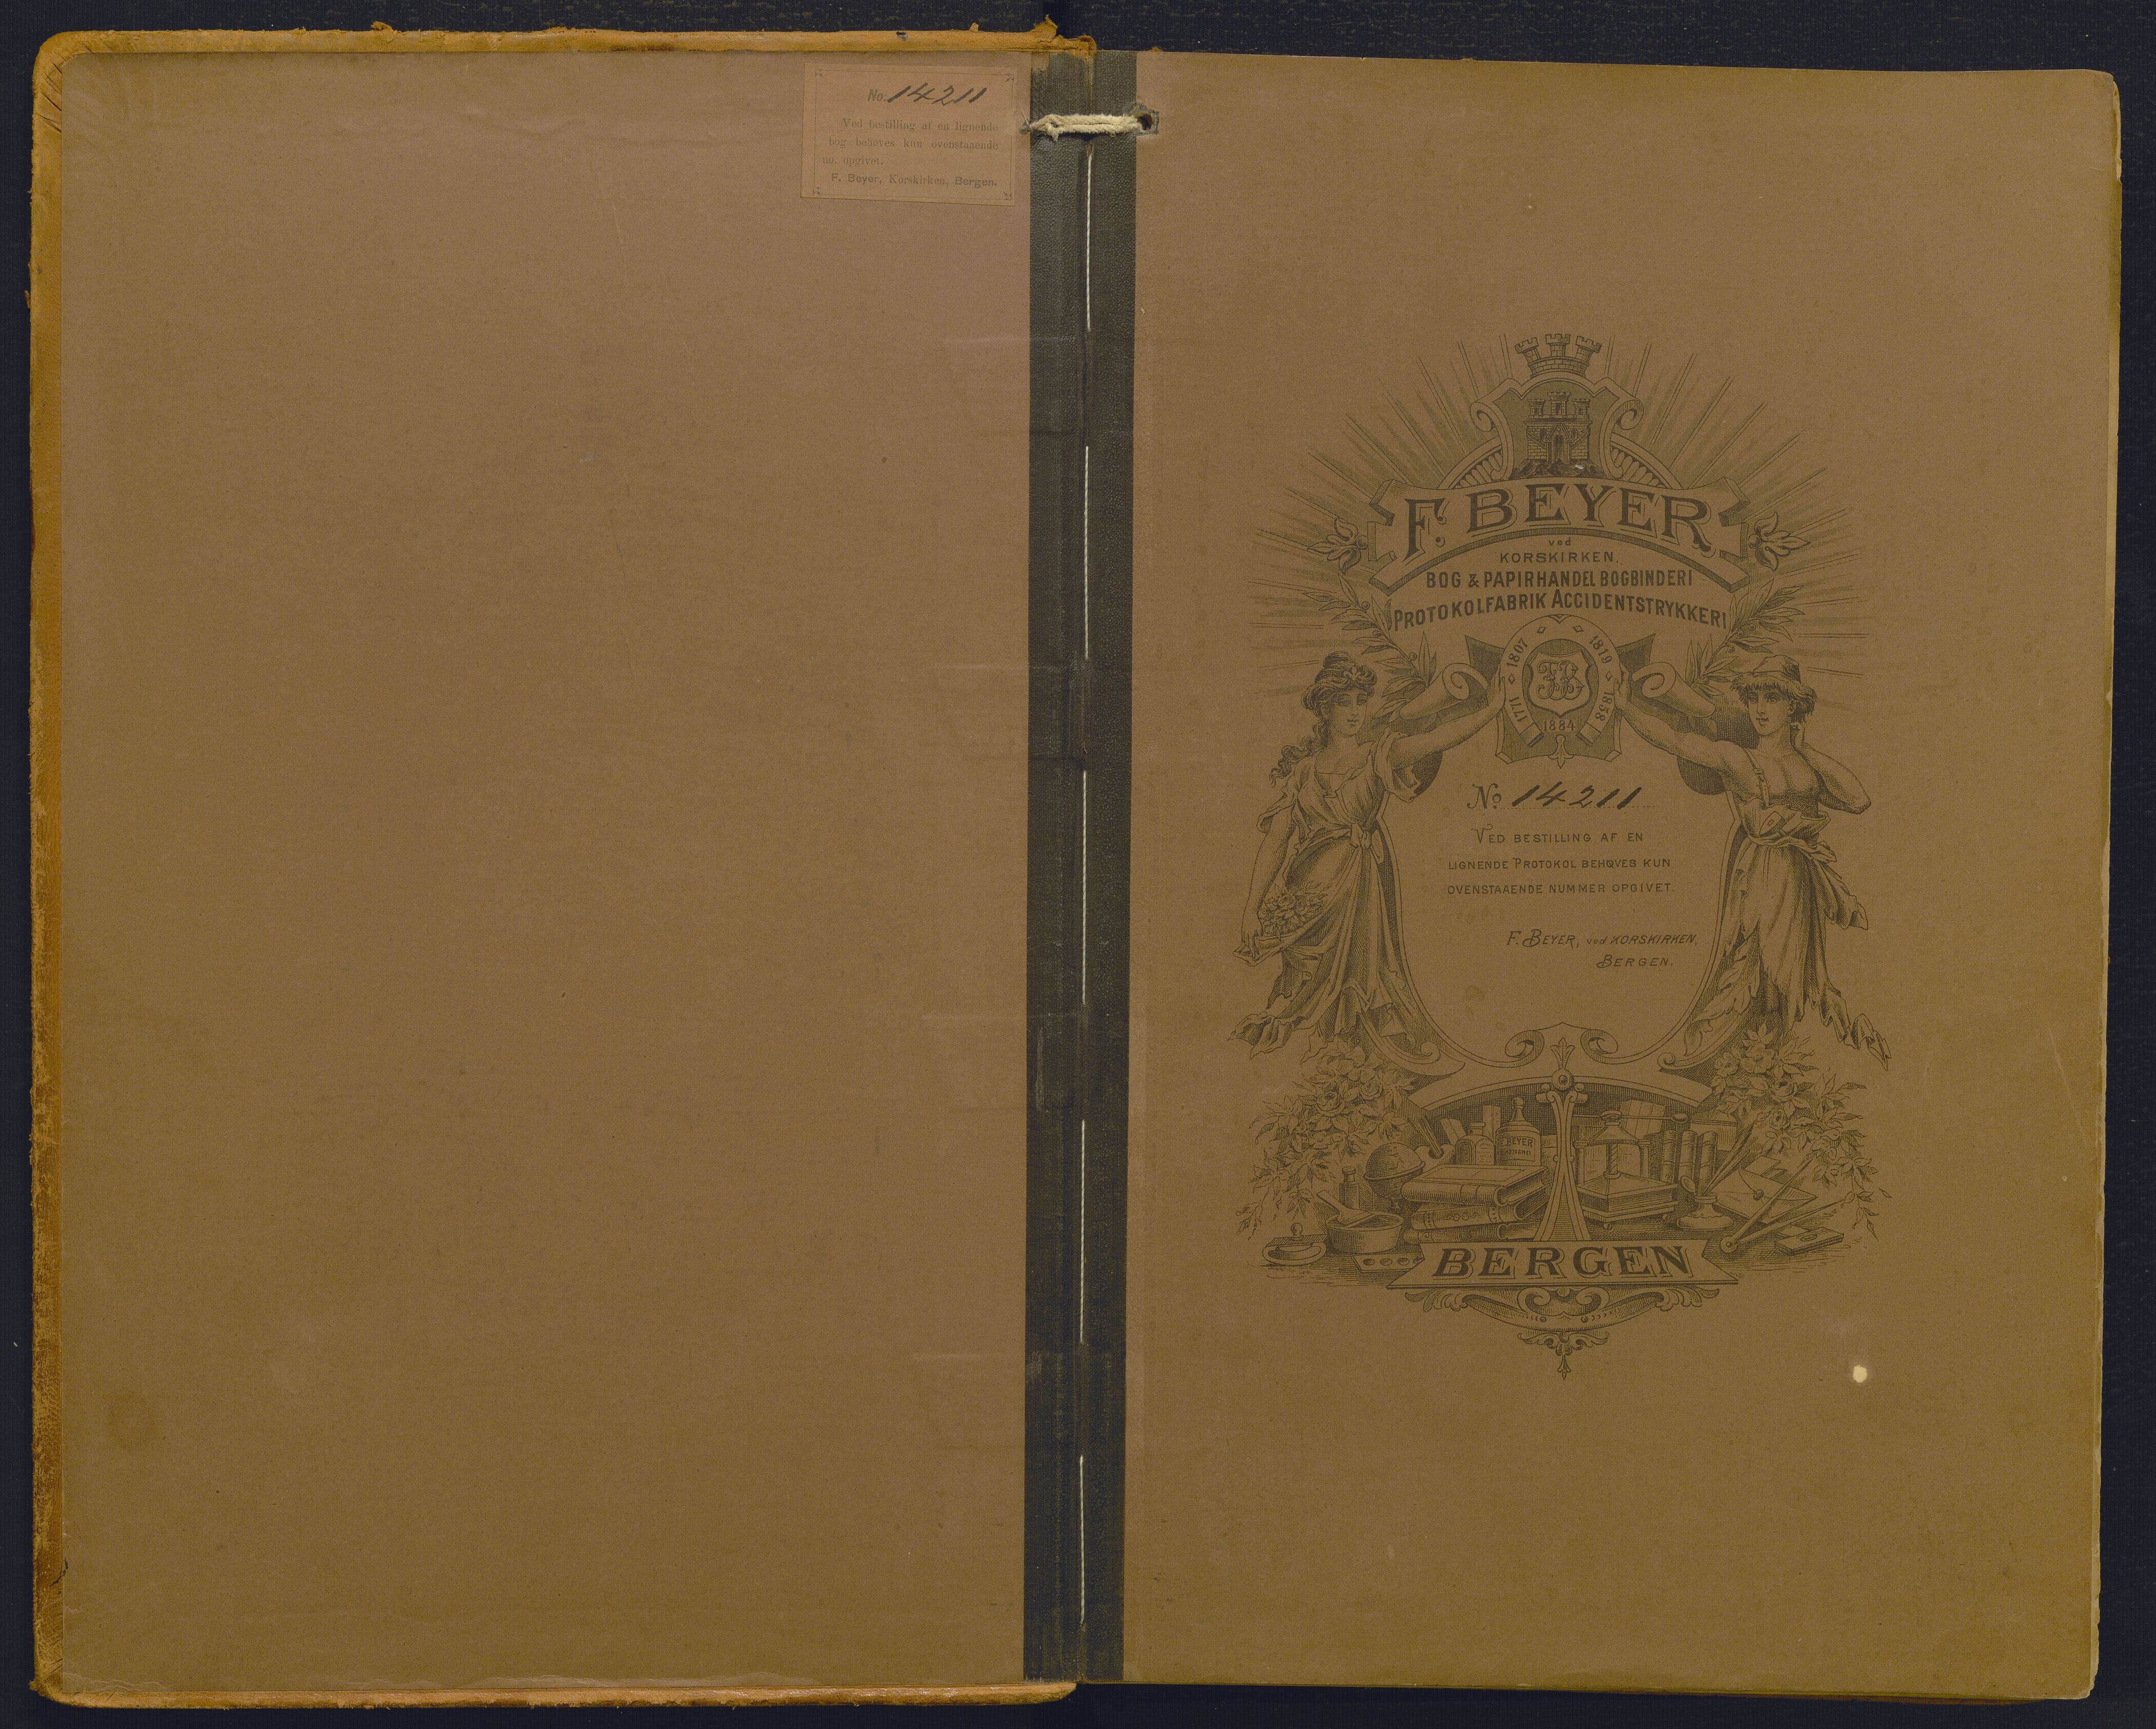 No. 14211
Ved bestilling af en lignende
bog behøves kun ovenstaaende
no. opgivet.
F. Beyer, Korskirken, Bergen.
F. BEYER
ved
KORSKIRKEN,
BOG & PAPIRHANDEL BOGBINDERI
PROTOKOLFABRIK ACCIDENTSTRYKKERI
1771 1807 1819 1858
FB
1884
No. 14211
VED BESTILLING AF EN
LIGNENDE PROTOKOL BEHØVES KUN
OVENSTAAENDE NUMMER OPGIVET.
F. BEYER, ved KORSKIRKEN,
BERGEN.
BEYER
BERGEN